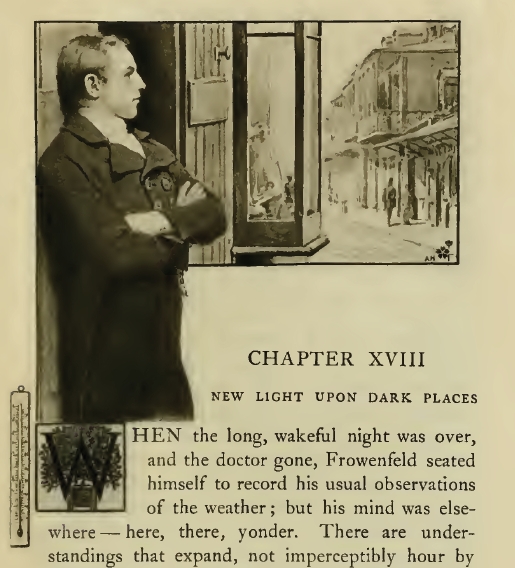 AH
CHAPTER XVIII
NEW LIGHT UPON DARK PLACES
WHEN the long, wakeful night was over,
and the doctor gone, Frowenfeld seated
himself to record his usual observations
of the weather; but his mind was else-
where — here, there, yonder. There are under-
standings that expand, not imperceptibly hour by